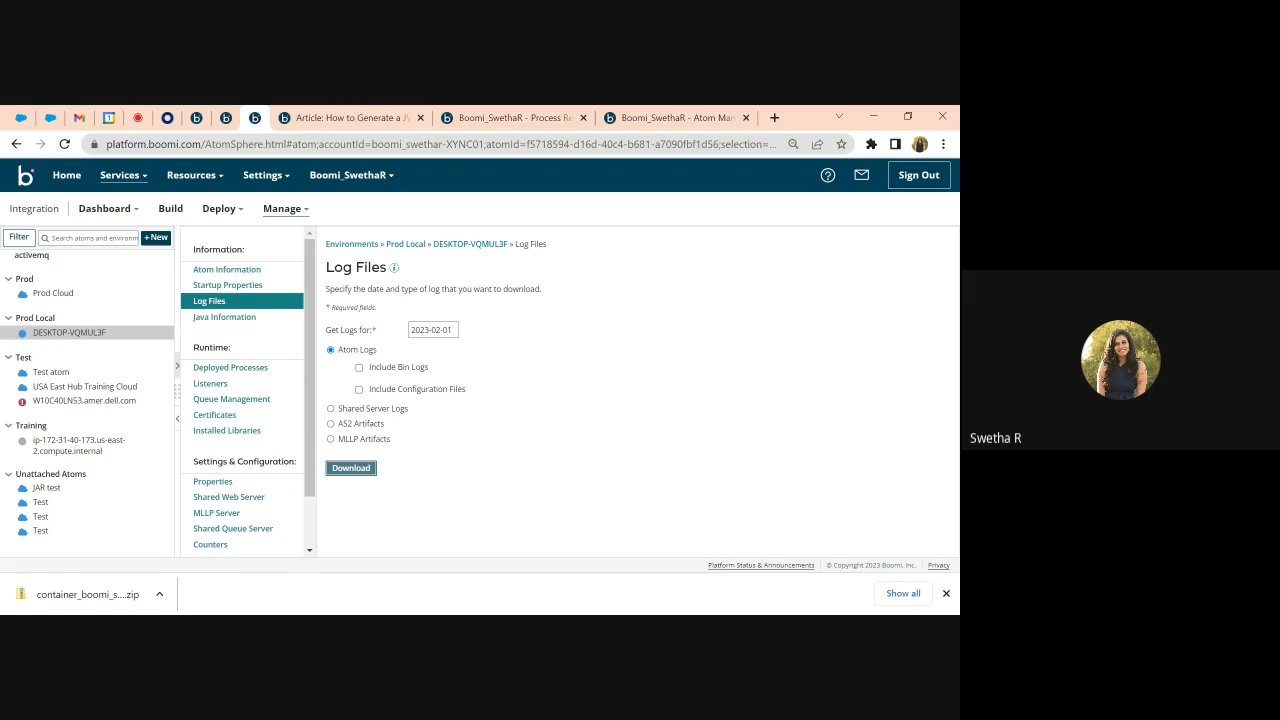 Article: How to Generate a JV
Boomi_SwethaR - Process Re
Boomi_SwethaR - Atom Man
platform.boomi.com/AtomSphere.html#atom;accountId=boomi_swethar-XYNC01;atomId=f5718594-d16d-40c4-b681-a7090fbf1d56;selection=...
Home Services Resources Settings Boomi_SwethaR Sign Out
Integration Dashboard Build Deploy Manage
Filter Search atoms and environm +New
activemq
Prod
Prod Cloud
Prod Local
DESKTOP-VQMUL3F
Test
Test atom
USA East Hub Training Cloud
W10C40LN53.amer.dell.com
Training
ip-172-31-40-173.us-east-
2.compute.internal
Unattached Atoms
JAR test
Test
Test
Test
Information:
Atom Information
Startup Properties
Log Files
Java Information
Runtime:
Deployed Processes
Listeners
Queue Management
Certificates
Installed Libraries
Settings & Configuration:
Properties
Shared Web Server
MLLP Server
Shared Queue Server
Counters
Environments » Prod Local » DESKTOP-VQMUL3F » Log Files
Log Files
Specify the date and type of log that you want to download.
* Required fields.
Get Logs for:* 2023-02-01
Atom Logs
Include Bin Logs
Include Configuration Files
Shared Server Logs
AS2 Artifacts
MLLP Artifacts
Download
Platform Status & Announcements © Copyright 2023 Boomi, Inc. Privacy
container_boomi_s....zip
Show all
Swetha R